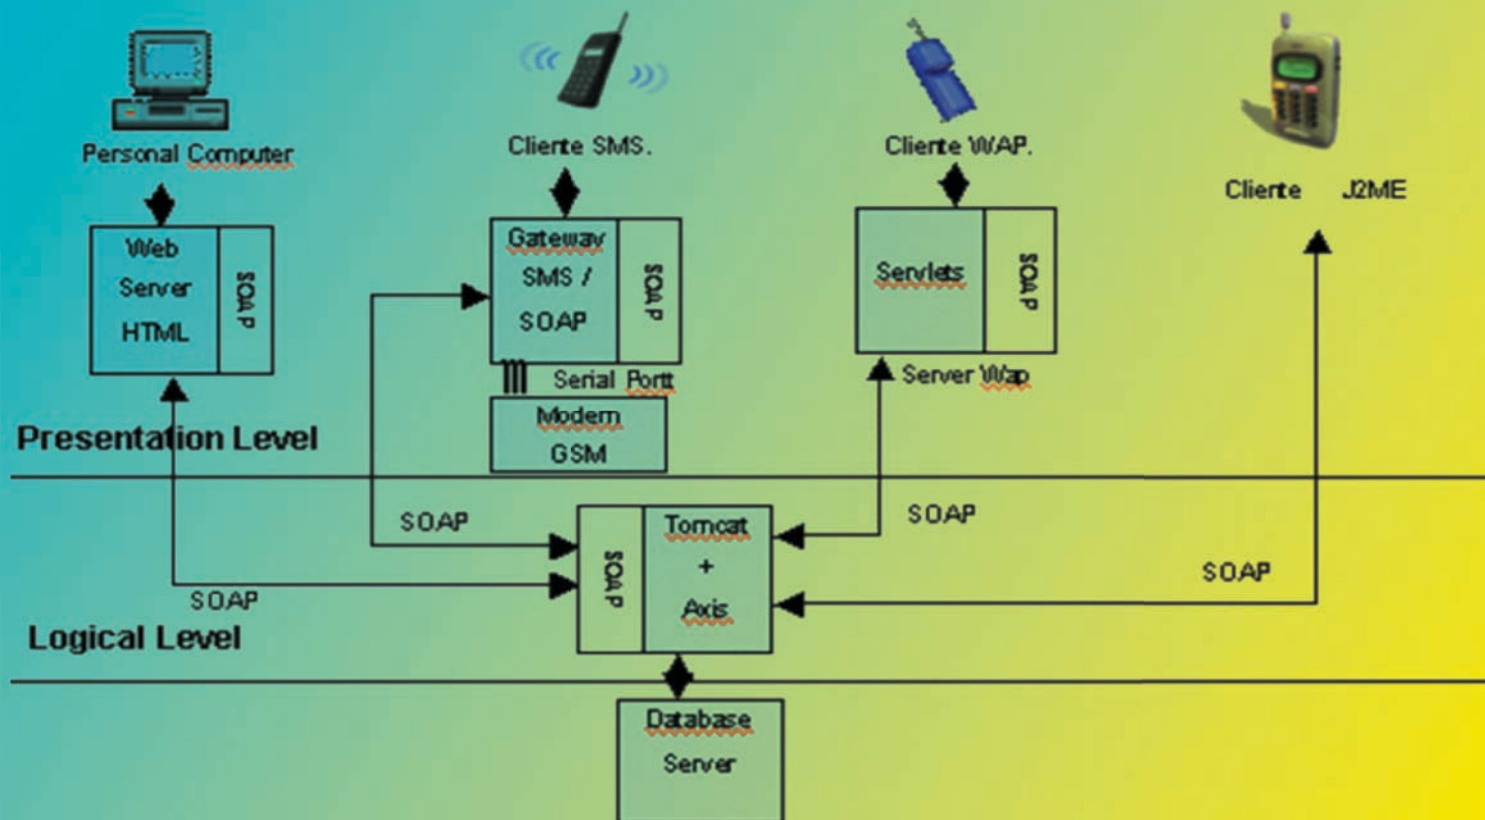 Personal Computer
Cliente SMS.
Cliente WAP.
Cliente J2ME
Web
Server
HTML
SOAP
Gateway
SMS /
SOAP
SOAP
Servlets
SOAP
Serial Portt
Server Wap
Modem
GSM
Presentation Level
SOAP
SOAP
SOAP
Tomcat
+
Axis
SOAP
SOAP
Logical Level
Database
Server